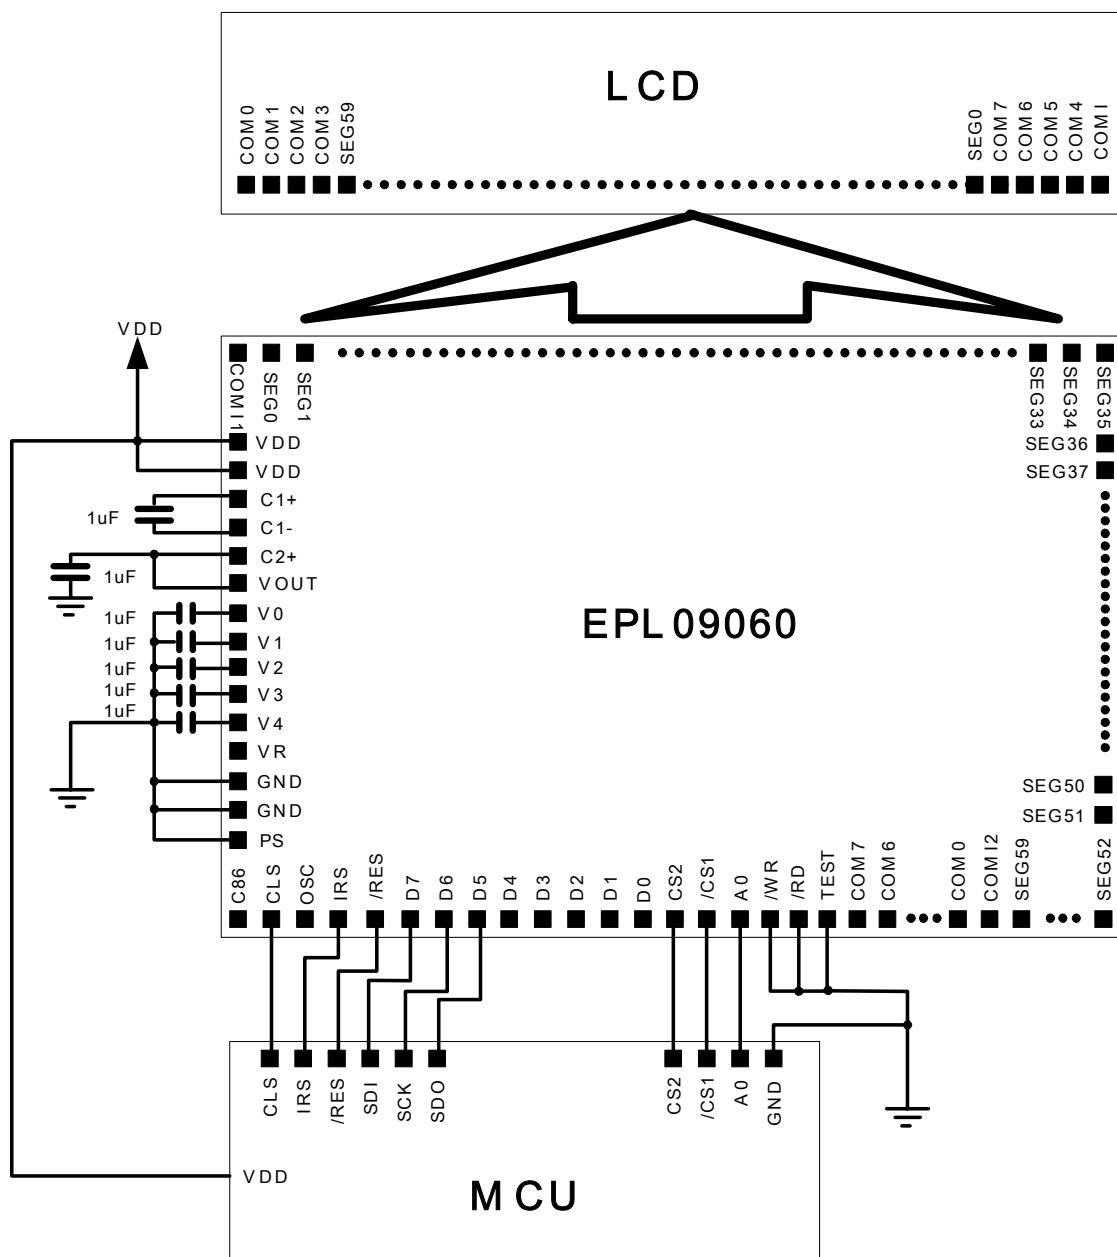 LCD
COM0
COM1
COM2
COM3
SEG59
SEG0
COM7
COM6
COM5
COM4
COMI
VDD
COMI1
SEG0
SEG1
SEG33
SEG34
SEG35
VDD
SEG36
VDD
SEG37
C1+
1uF
C1-
C2+
1uF
VOUT
1uF
V0
1uF
V1
1uF
V2
1uF
V3
1uF
V4
EPL09060
VR
GND
SEG50
GND
SEG51
PS
C86
CLS
OSC
IRS
/RES
D7
D6
D5
D4
D3
D2
D1
D0
CS2
/CS1
A0
/WR
/RD
TEST
COM7
COM6
COM0
COMI2
SEG59
SEG52
CLS
IRS
/RES
SDI
SCK
SDO
CS2
/CS1
A0
GND
VDD
MCU